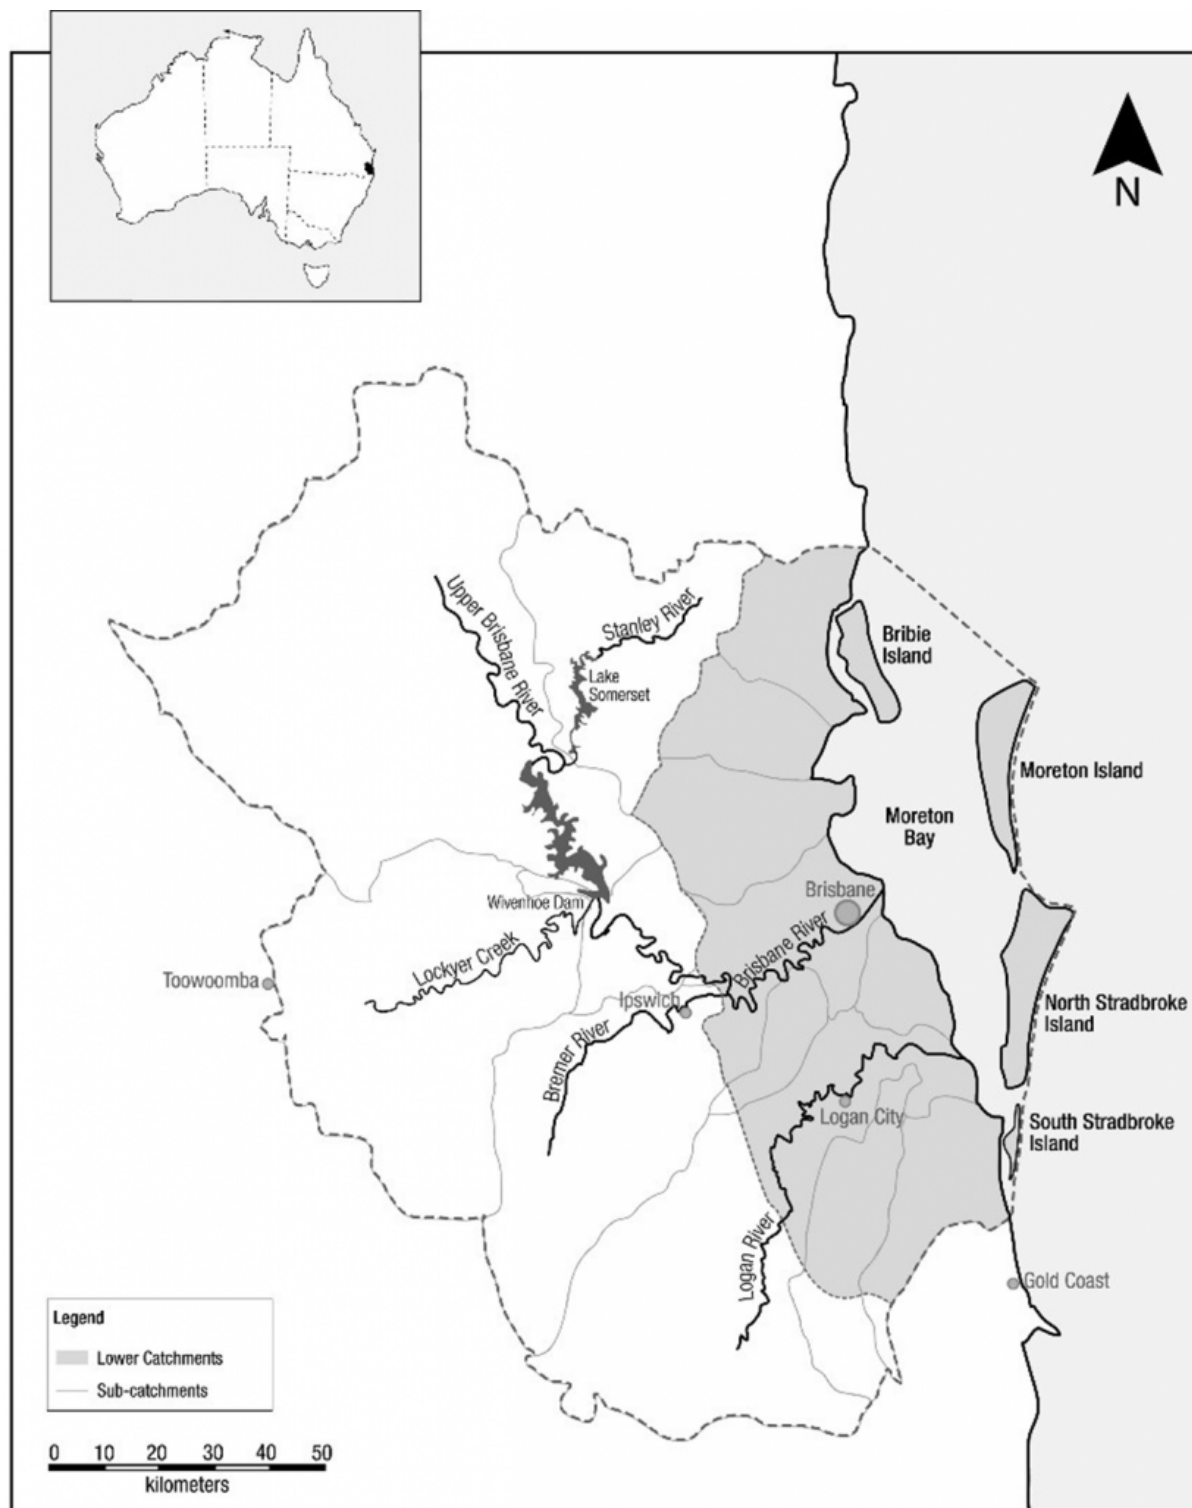 N
Upper Brisbane River
Stanley River
Lake
Somerset
Bribie
Island
Moreton Island
Moreton
Bay
Brisbane
Wivenhoe Dam
Lockyer Creek
Brisbane River
Toowoomba
Ipswich
North Stradbroke
Island
Bremer River
Logan City
South Stradbroke
Island
Logan River
Gold Coast
Legend
Lower Catchments
Sub-catchments
0 10 20 30 40 50
kilometers